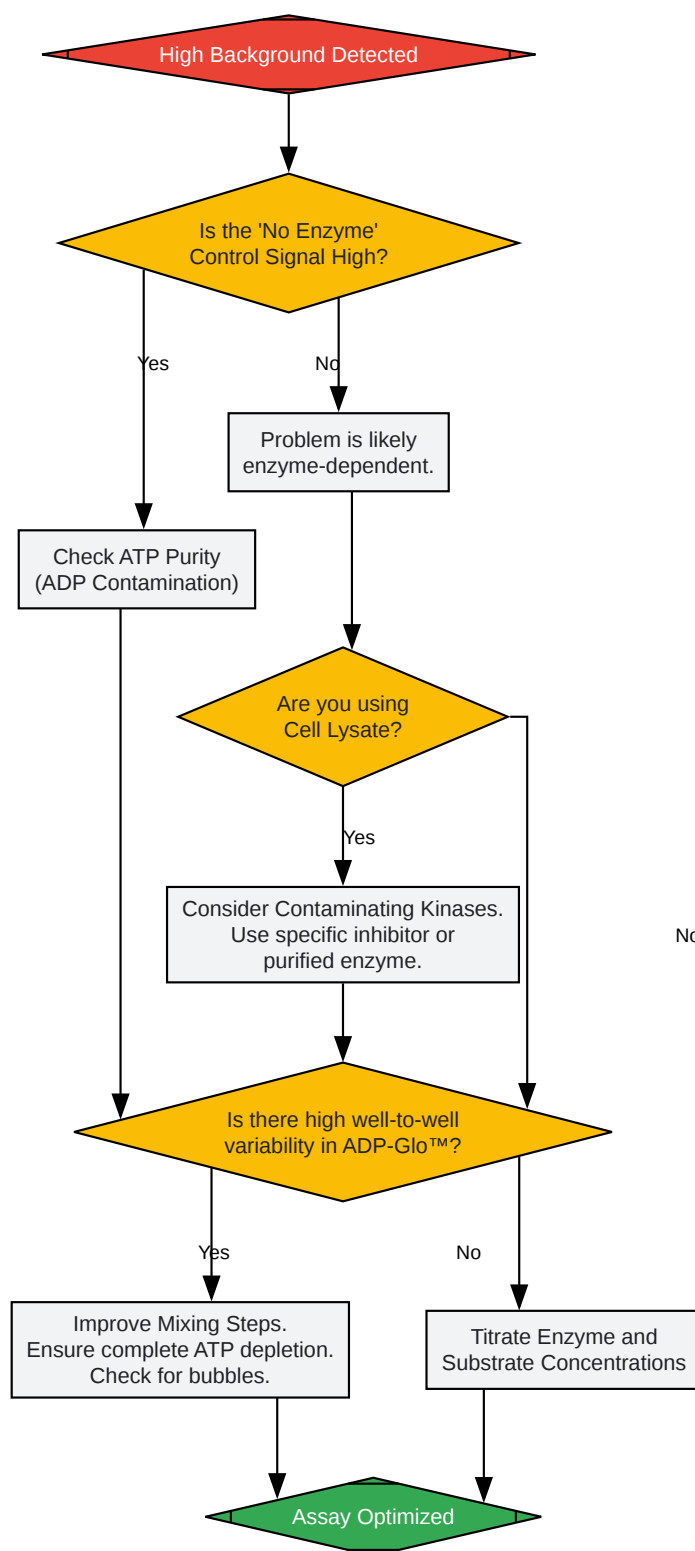 High Background Detected
Is the 'No Enzyme'
Control Signal High?
Yes
No
Problem is likely
enzyme-dependent.
Check ATP Purity
(ADP Contamination)
Are you using
Cell Lysate?
Yes
Consider Contaminating Kinases.
Use specific inhibitor or
purified enzyme.
No
Is there high well-to-well
variability in ADP-Glo™?
Yes
No
Improve Mixing Steps.
Ensure complete ATP depletion.
Check for bubbles.
Titrate Enzyme and
Substrate Concentrations
Assay Optimized